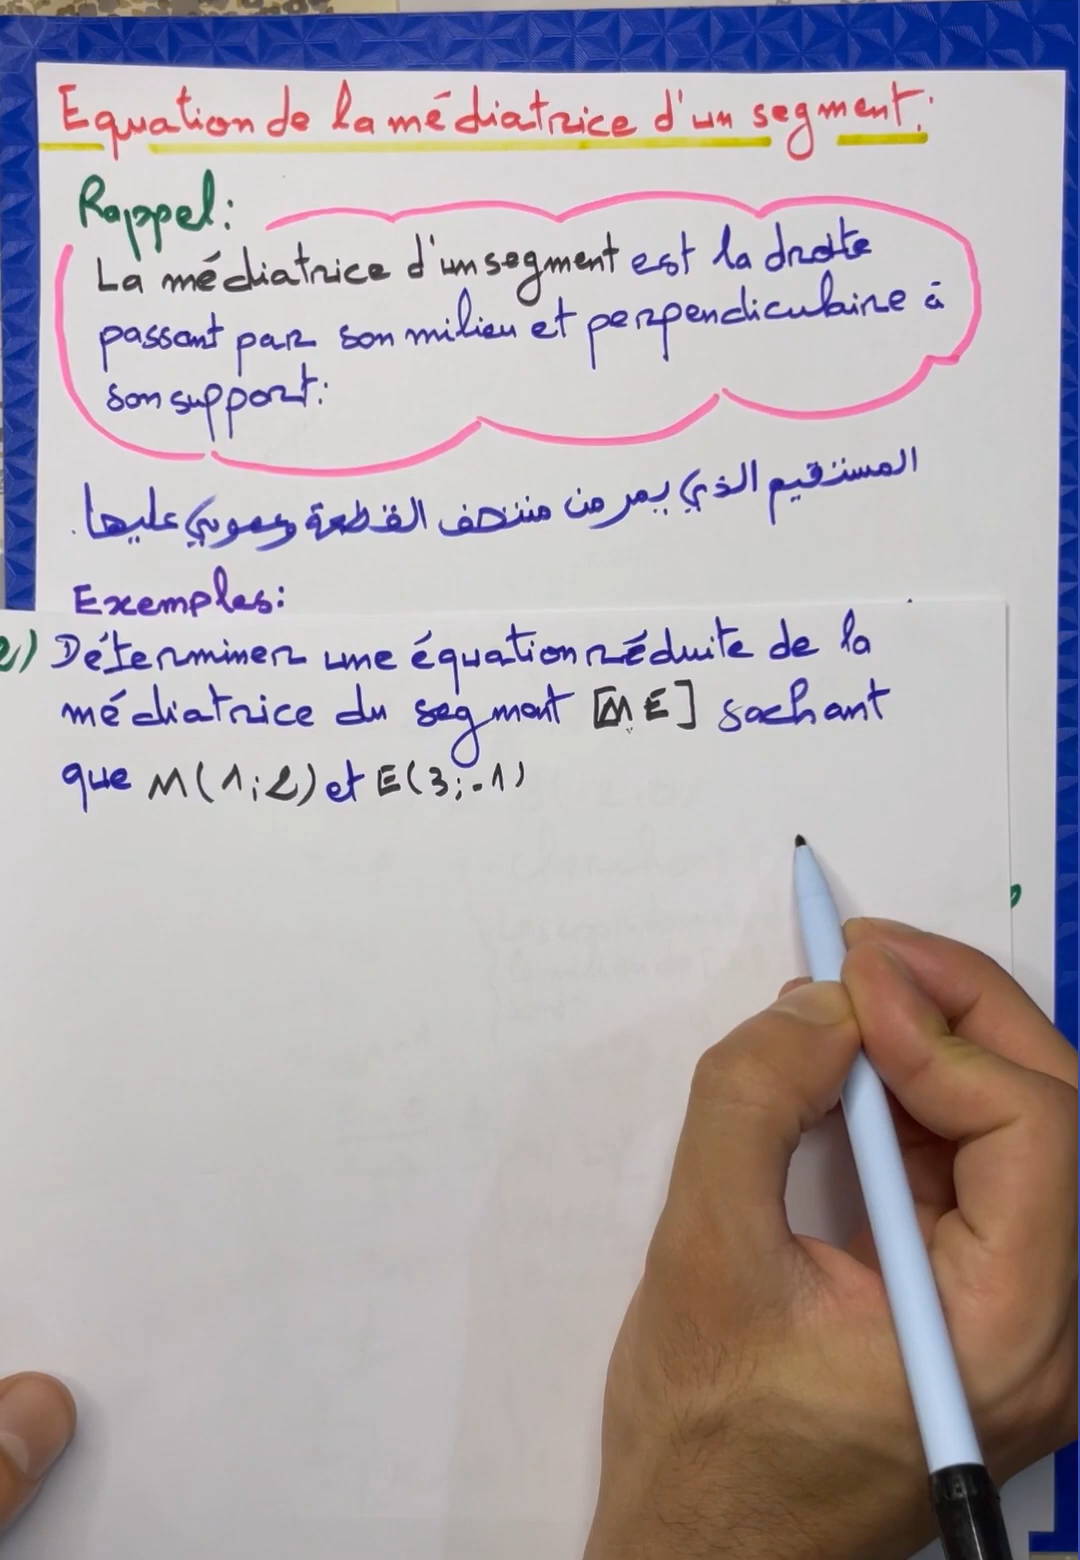 Equation de la médiatrice d'un segment:
Rappel:
La médiatrice d'un segment est la droite
passant par son milieu et perpendiculaire à
son support:
المستقيم الذي يمر من منتصف القطعة وعمودي عليها.
Exemples:
2) Déterminer une équation réduite de la
médiatrice du segment [ME] sachant
que M(1;2) et E(3;-1)